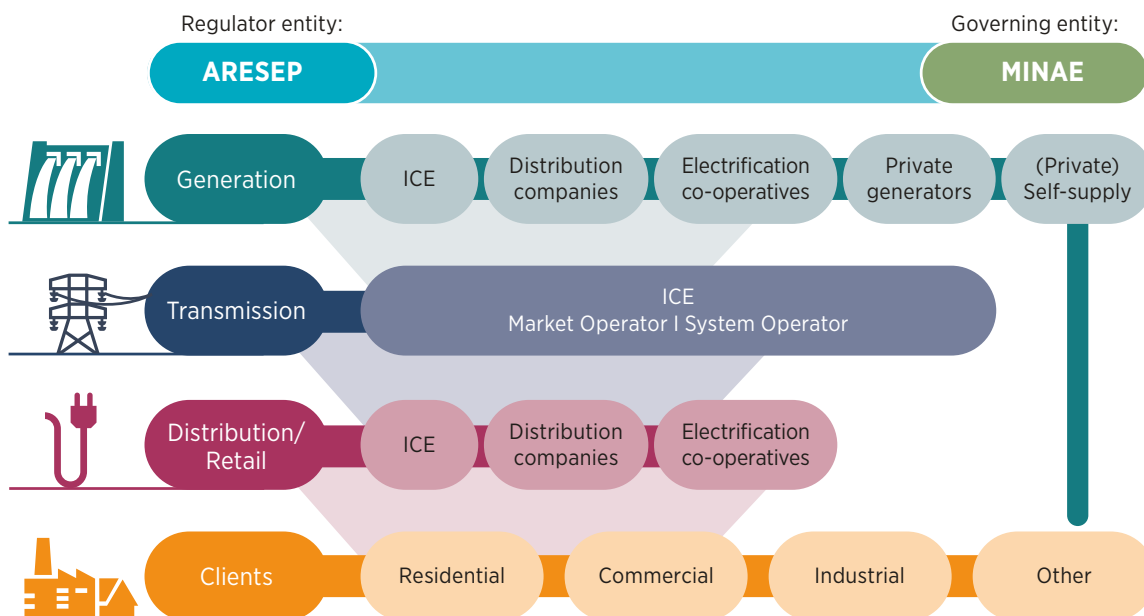 Regulator entity:
Governing entity:
ARESEP
MINAE
Generation
ICE
Distribution
companies
Electrification
co-operatives
Private
generators
(Private)
Self-supply
Transmission
ICE
Market Operator I System Operator
Distribution/
Retail
ICE
Distribution
companies
Electrification
co-operatives
Clients
Residential
Commercial
Industrial
Other